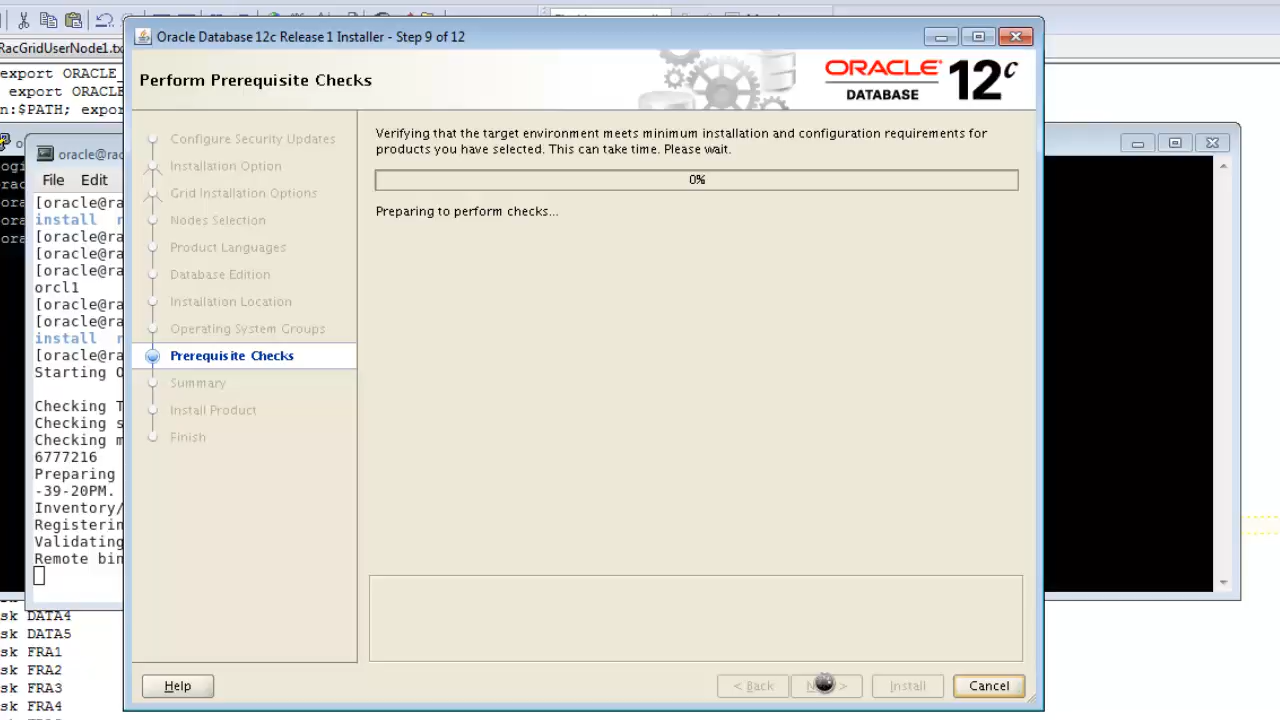 Oracle Database 12c Release 1 Installer - Step 9 of 12
RacGridUserNode1.tx
export ORACLE_
export ORAC
n:$PATH; expor
Perform Prerequisite Checks
ORACLE
DATABASE
12c
oracle@rac
File Edit
[oracle@ra
install r
[oracle@ra
[oracle@ra
[oracle@ra
orcl1
[oracle@ra
[oracle@ra
install r
[oracle@ra
Starting O
Checking T
Checking s
Checking m
6777216
Preparing
-39-20PM.
Inventory/
Registerin
Validating
Remote bin
sk DATA4
sk DATA5
sk FRA1
sk FRA2
sk FRA3
sk FRA4
Configure Security Updates
Installation Option
Grid Installation Options
Nodes Selection
Product Languages
Database Edition
Installation Location
Operating System Groups
Prerequisite Checks
Summary
Install Product
Finish
Verifying that the target environment meets minimum installation and configuration requirements for
products you have selected. This can take time. Please wait.
0%
Preparing to perform checks...
Help
< Back
Install
Cancel